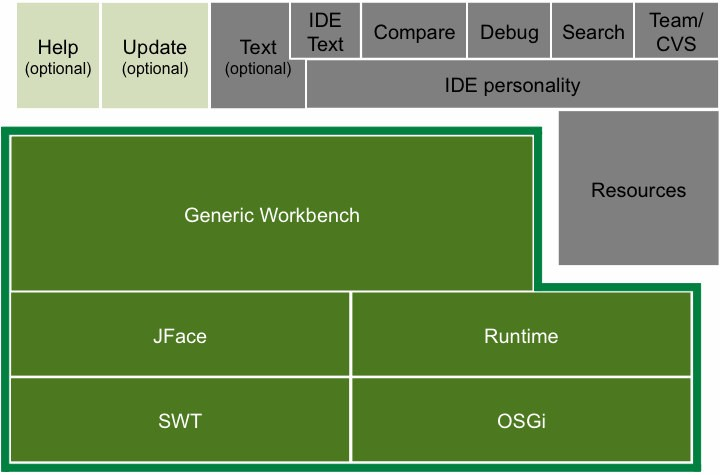 Help
(optional)
Update
(optional)
Text
(optional)
IDE
Text
Compare
Debug
Search
Team/
CVS
IDE personality
Resources
Generic Workbench
JFace
Runtime
SWT
OSGi